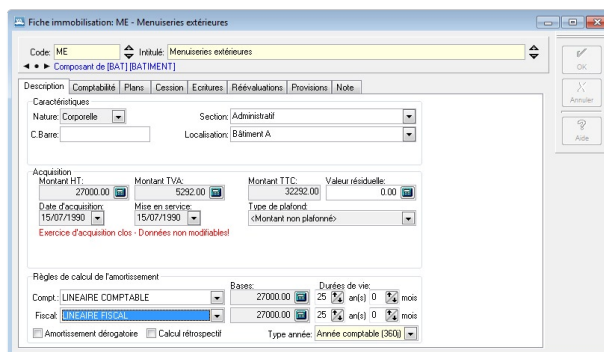 Fiche immobilisation: ME - Menuiseries extérieures
Code: ME Intitulé: Menuiseries extérieures
Composant de [BAT] [BATIMENT]
OK
Annuler
Aide
Description Comptabilité Plans Cession Ecritures Réévaluations Provisions Note
Caractéristiques
Nature: Corporelle Section: Administratif
C.Barre: Localisation: Bâtiment A
Acquisition
Montant HT: Montant TVA: Montant TTC: Valeur résiduelle:
27000.00 5292.00 32292.00 0.00
Date d'acquisition: Mise en service: Type de plafond:
15/07/1990 15/07/1990 <Montant non plafonné>
Exercice d'acquisition clos - Données non modifiables!
Règles de calcul de l'amortissement
Bases: Durées de vie:
Compt.: LINEAIRE COMPTABLE 27000.00 25 an(s) 0 mois
Fiscal: LINEAIRE FISCAL 27000.00 25 an(s) 0 mois
Amortissement dérogatoire Calcul rétrospectif Type année: Année comptable (360j)